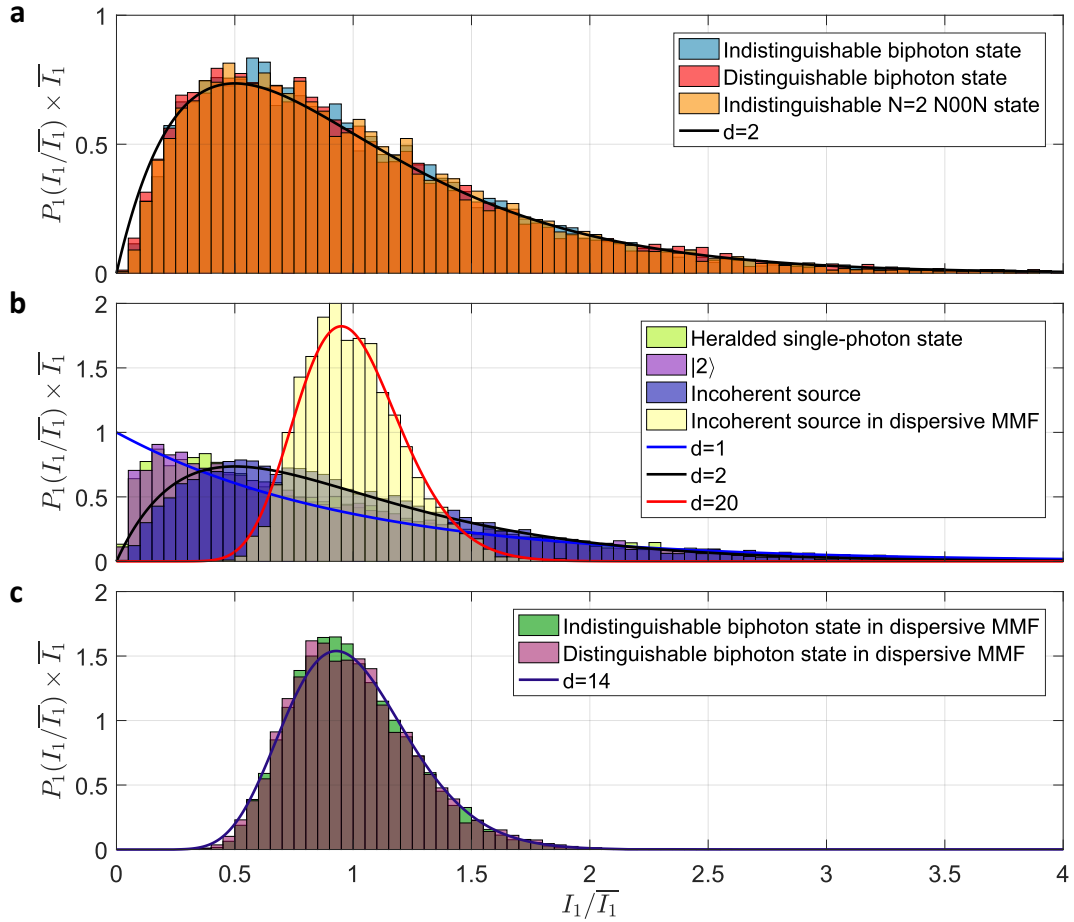 a
P₁(I₁/I̅₁) × I̅₁
1
0.5
0
Indistinguishable biphoton state
Distinguishable biphoton state
Indistinguishable N=2 N00N state
d=2
b
P₁(I₁/I̅₁) × I̅₁
2
1.5
1
0.5
0
Heralded single-photon state
|2⟩
Incoherent source
Incoherent source in dispersive MMF
d=1
d=2
d=20
c
P₁(I₁/I̅₁) × I̅₁
2
1.5
1
0.5
0
Indistinguishable biphoton state in dispersive MMF
Distinguishable biphoton state in dispersive MMF
d=14
0 0.5 1 1.5 2 2.5 3 3.5 4
I₁/I̅₁